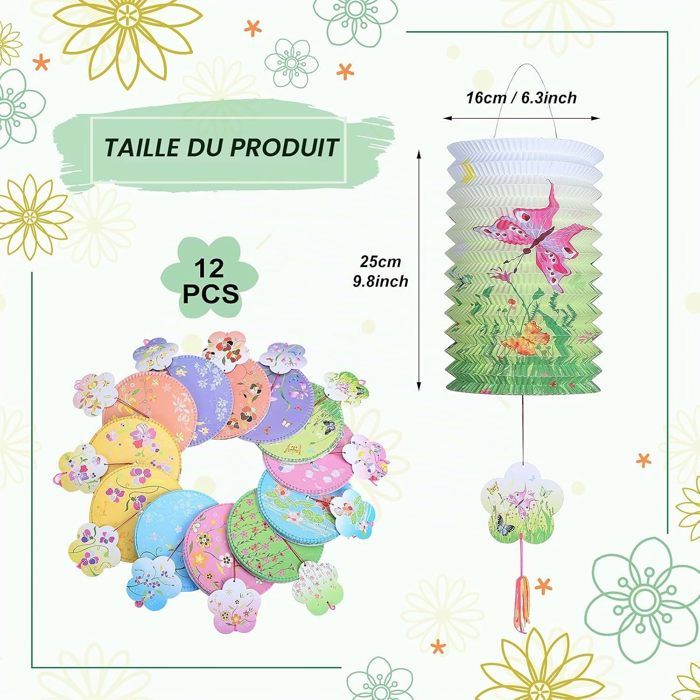 TAILLE DU PRODUIT
16cm / 6.3inch
25cm
9.8inch
12
PCS